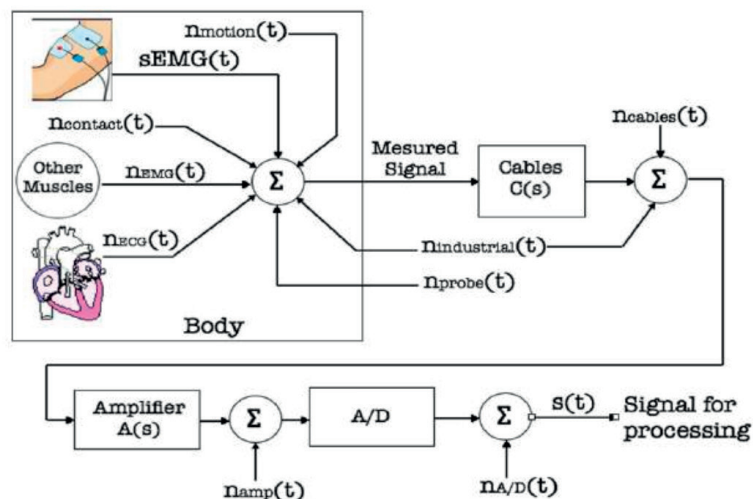 nmotion(t)
sEMG(t)
ncontact(t)
Other
Muscles
nEMG(t)
nECG(t)
Σ
Body
Mesured
Signal
Cables
C(s)
ncables(t)
Σ
nindustrial(t)
nprobe(t)
Amplifier
A(s)
Σ
namp(t)
A/D
Σ
nA/D(t)
s(t)
Signal for
processing